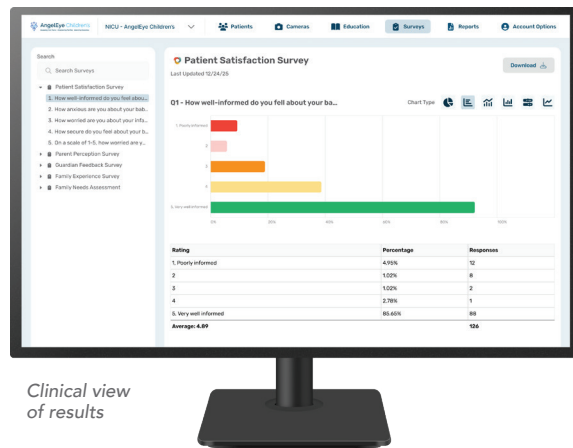 AngelEye Children's
NICU - AngelEye Children's
Patients
Cameras
Education
Surveys
Reports
Account Options
Search
Search Surveys
Patient Satisfaction Survey
1. How well-informed do you feel abou...
2. How anxious are you about your bab...
3. How worried are you about your infa...
4. How secure do you feel about your b...
5. On a scale of 1-5, how worried are y...
Parent Perception Survey
Guardian Feedback Survey
Family Experience Survey
Family Needs Assessment
Patient Satisfaction Survey
Last Updated 12/24/25
Download
Q1 - How well-informed do you fell about your ba...
Chart Type
1. Poorly informed
5. Very well informed
0%
20%
40%
60%
80%
100%
Rating Percentage Responses
1. Poorly informed 4.95% 12
2 1.02% 8
3 1.02% 2
4 2.78% 1
5. Very well informed 85.65% 88
Average: 4.89 126
Clinical view
of results